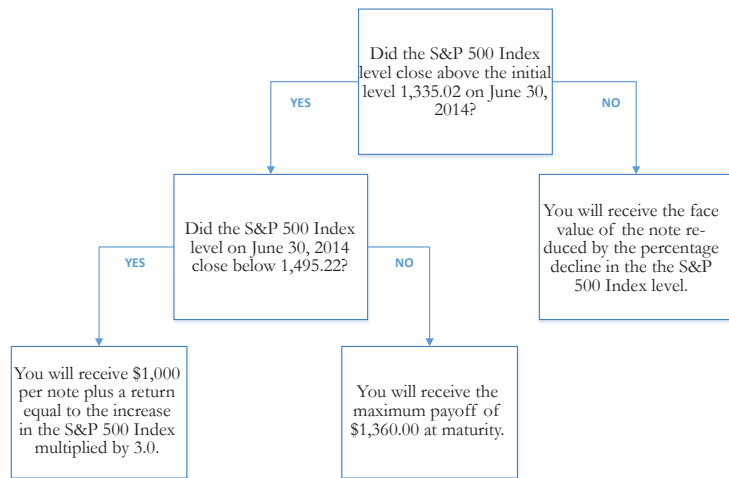 Did the S&P 500 Index
level close above the initial
level 1,335.02 on June 30,
2014?
YES
NO
Did the S&P 500 Index
level on June 30, 2014
close below 1,495.22?
You will receive the face
value of the note re-
duced by the percentage
decline in the the S&P
500 Index level.
YES
NO
You will receive $1,000
per note plus a return
equal to the increase
in the S&P 500 Index
multiplied by 3.0.
You will receive the
maximum payoff of
$1,360.00 at maturity.